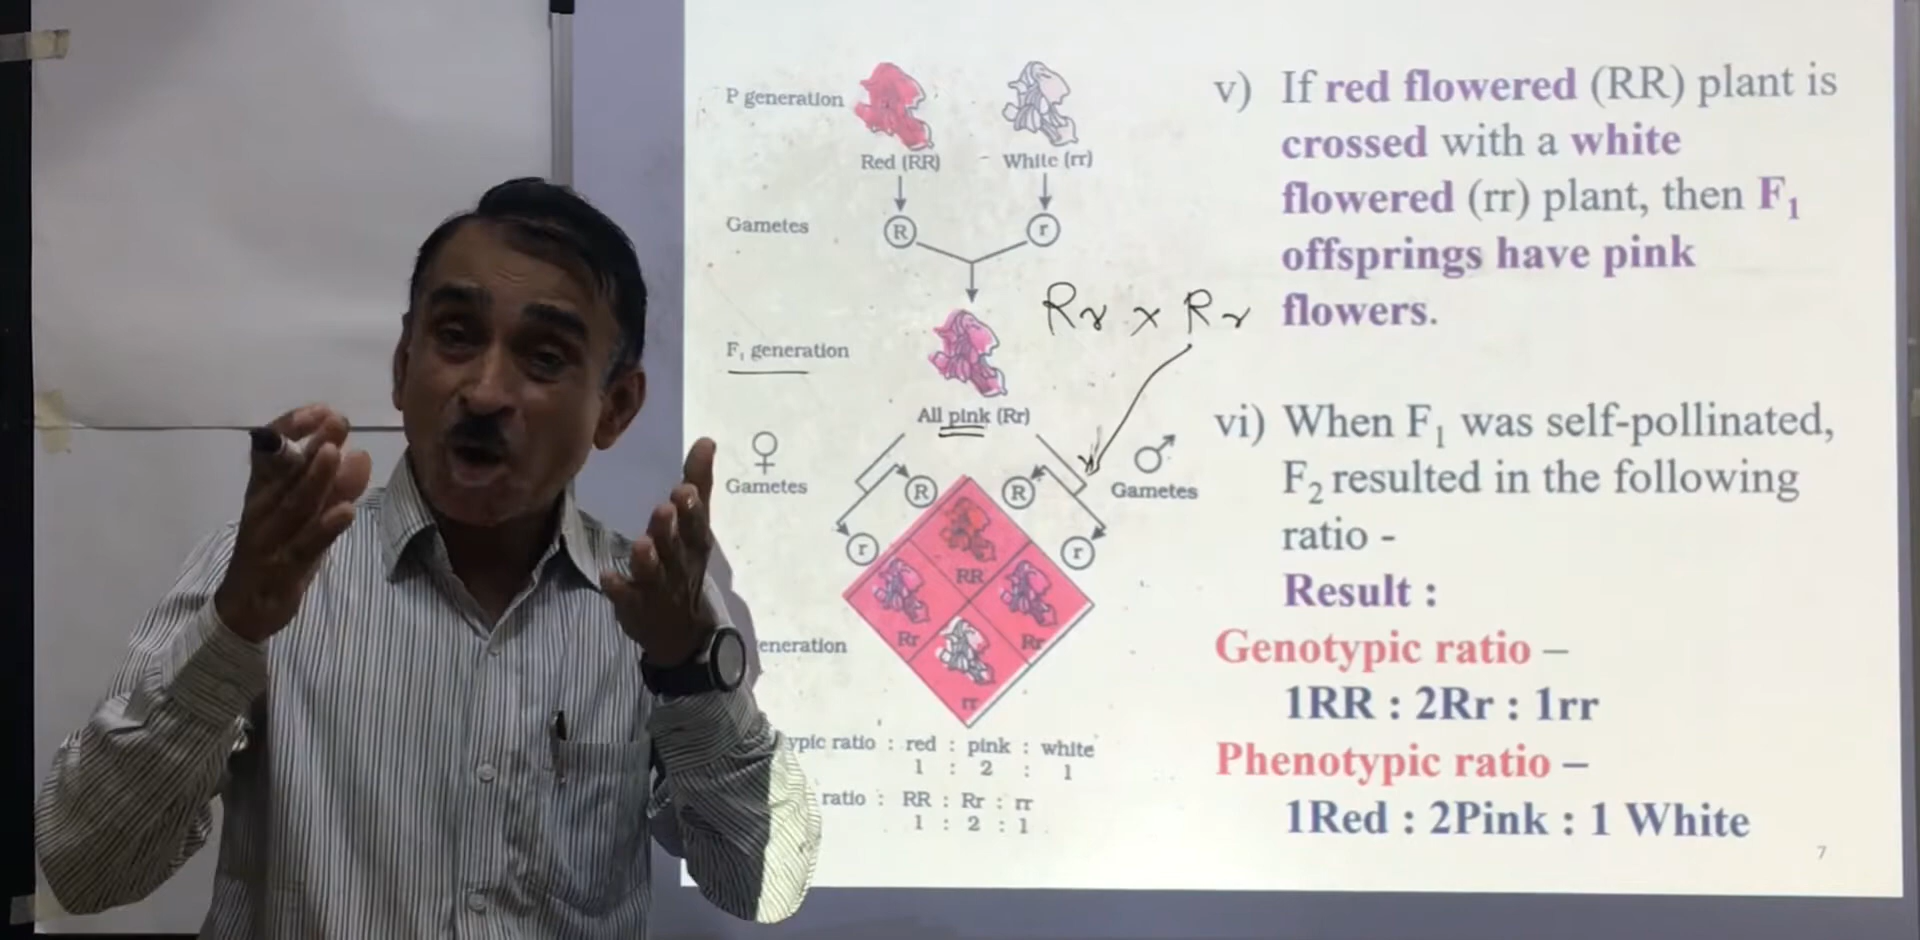 P generation
Red (RR)
White (rr)
Gametes
R
r
Rr x Rr
F1 generation
All pink (Rr)
♀
Gametes
R
R
♂
Gametes
r
r
RR
Rr
Rr
rr
eneration
ypic ratio : red : pink : white
1 : 2 : 1
ratio : RR : Rr : rr
1 : 2 : 1
v) If red flowered (RR) plant is
crossed with a white
flowered (rr) plant, then F1
offsprings have pink
flowers.
vi) When F1 was self-pollinated,
F2 resulted in the following
ratio -
Result :
Genotypic ratio –
1RR : 2Rr : 1rr
Phenotypic ratio –
1Red : 2Pink : 1 White
7